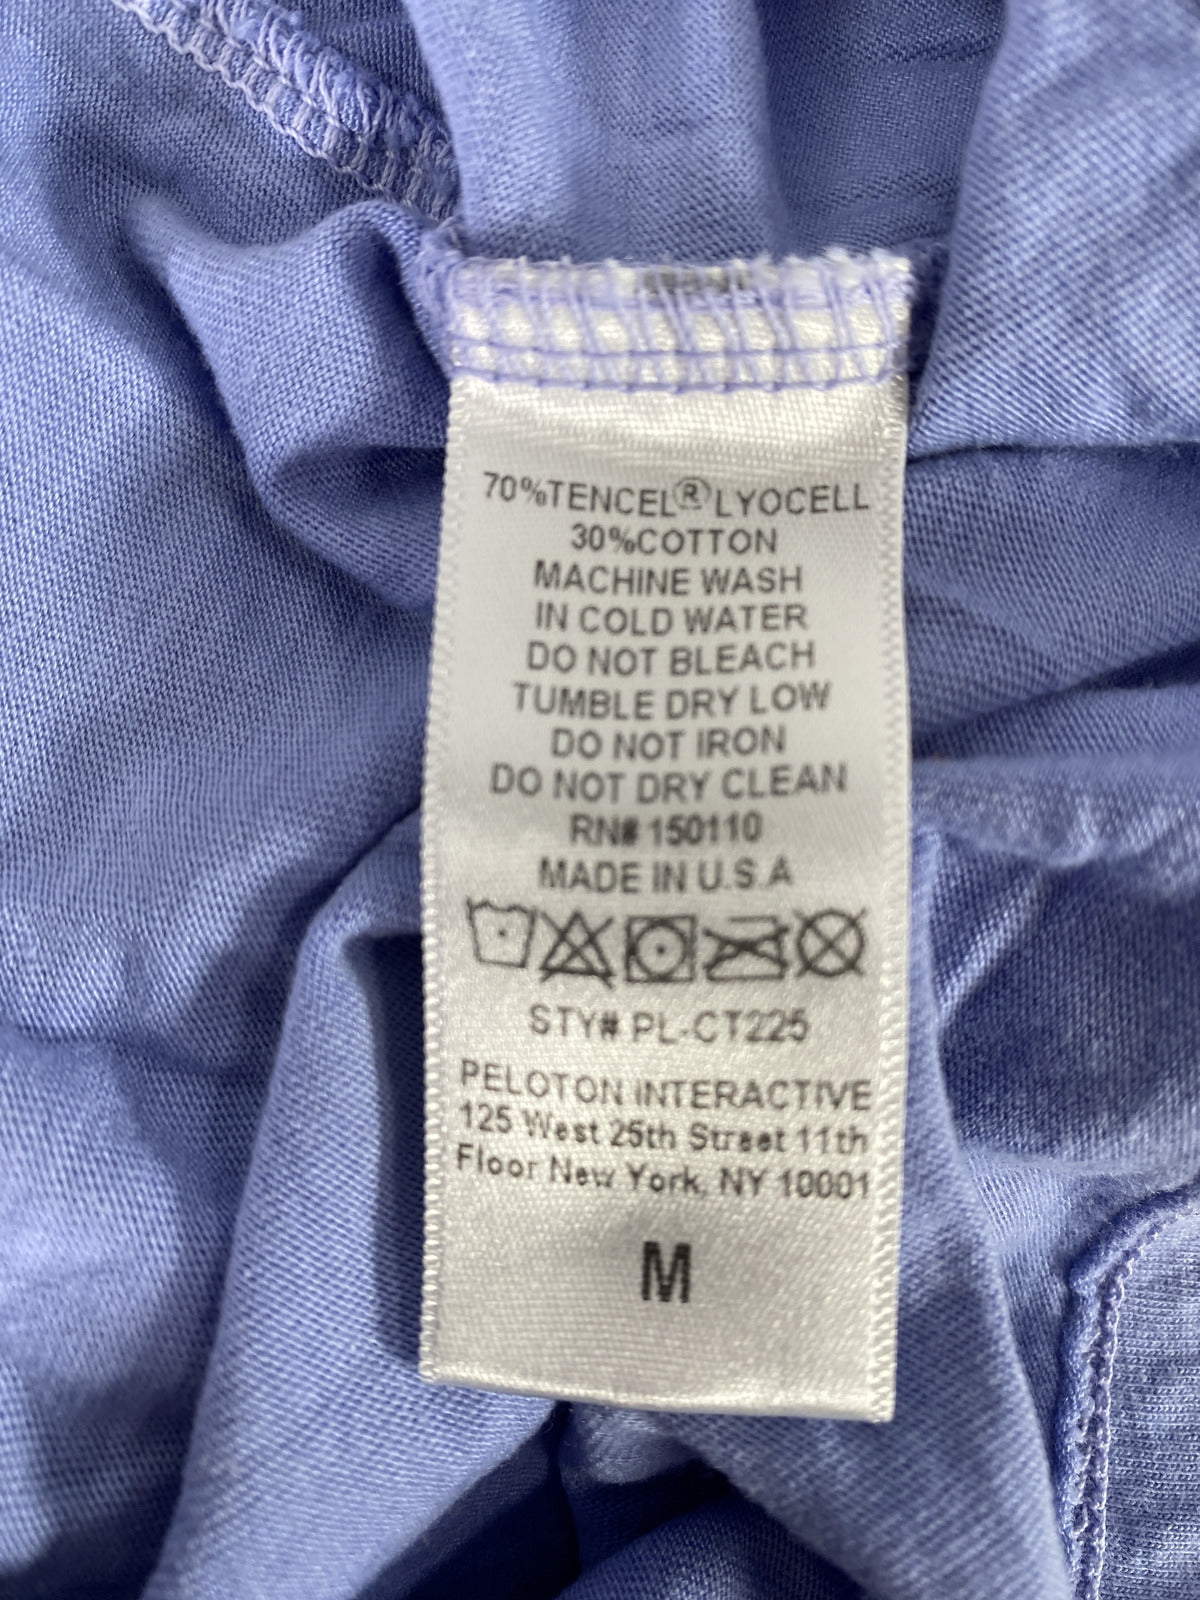 70%TENCEL®LYOCELL
30%COTTON
MACHINE WASH
IN COLD WATER
DO NOT BLEACH
TUMBLE DRY LOW
DO NOT IRON
DO NOT DRY CLEAN
RN# 150110
MADE IN U.S.A
STY# PL-CT225
PELOTON INTERACTIVE
125 West 25th Street 11th
Floor New York, NY 10001
M